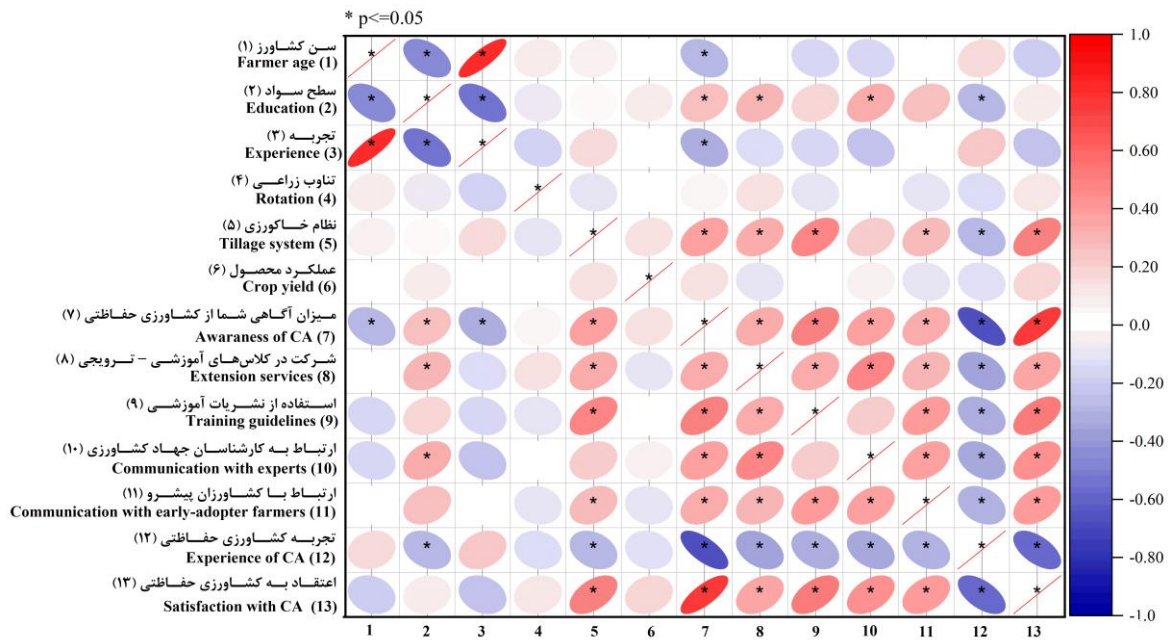 * p<=0.05
سن کشاورز (۱)
Farmer age (1)
سطح سواد (۲)
Education (2)
تجربه (۳)
Experience (3)
تناوب زراعی (۴)
Rotation (4)
نظام خاکورزی (۵)
Tillage system (5)
عملکرد محصول (۶)
Crop yield (6)
میزان آگاهی شما از کشاورزی حفاظتی (۷)
Awaraness of CA (7)
شرکت در کلاس‌های آموزشی – ترویجی (۸)
Extension services (8)
استفاده از نشریات آموزشی (۹)
Training guidelines (9)
ارتباط به کارشناسان جهاد کشاورزی (۱۰)
Communication with experts (10)
ارتباط با کشاورزان پیشرو (۱۱)
Communication with early-adopter farmers (11)
تجربه کشاورزی حفاظتی (۱۲)
Experience of CA (12)
اعتقاد به کشاورزی حفاظتی (۱۳)
Satisfaction with CA (13)
1 2 3 4 5 6 7 8 9 10 11 12 13
1.0
0.80
0.60
0.40
0.20
0.0
-0.20
-0.40
-0.60
-0.80
-1.0